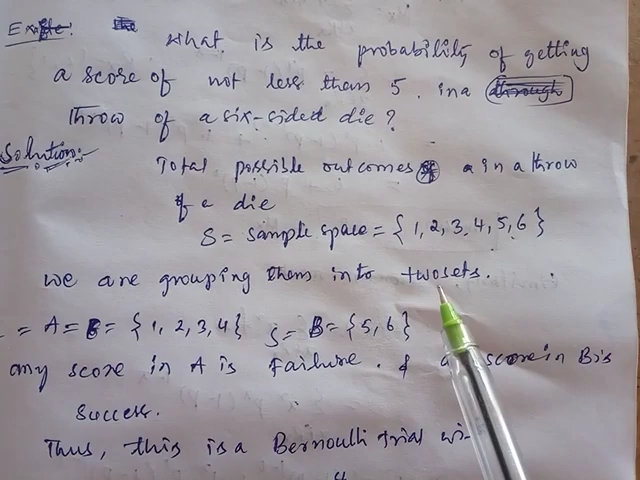 Ex:
What is the probability of getting
a score of not less than 5 in a
throw of a six-sided die?
Solution:-
Total possible outcomes a in a throw
of a die
S = sample space = {1, 2, 3, 4, 5, 6}
we are grouping them into two sets.
= A = = {1, 2, 3, 4} S = B = {5, 6}
any score in A is Failure. & a score in B is
success.
Thus, this is a Bernoulli trial wi-